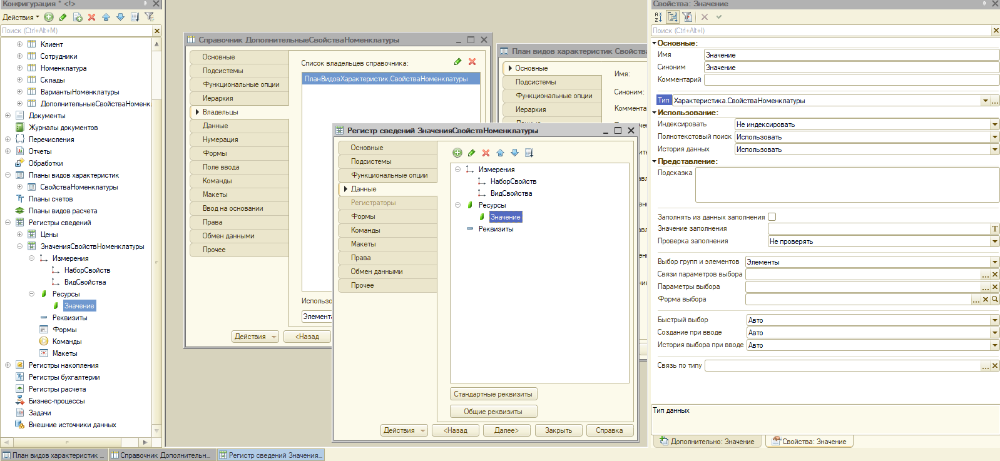 Конфигурация * <!>
Действия
Поиск (Ctrl+Alt+M)
Клиент
Сотрудники
Номенклатура
Склады
ВариантыНоменклатуры
ДополнительныеСвойстваНоменк.
Документы
Журналы документов
Перечисления
Отчеты
Обработки
Планы видов характеристик
СвойстваНоменклатуры
Планы счетов
Планы видов расчета
Регистры сведений
Цены
ЗначенияСвойствНоменклатуры
Измерения
НаборСвойств
ВидСвойства
Ресурсы
Значение
Реквизиты
Формы
Команды
Макеты
Регистры накопления
Регистры бухгалтерии
Регистры расчета
Бизнес-процессы
Задачи
Внешние источники данных
Справочник ДополнительныеСвойстваНоменклатуры
Основные
Подсистемы
Функциональные опции
Иерархия
Владельцы
Данные
Нумерация
Формы
Поле ввода
Команды
Макеты
Ввод на основании
Права
Обмен данными
Прочее
Список владельцев справочника:
ПланВидовХарактеристик.СвойстваНоменклатуры
Использо
Элемента
Действия
<Назад
План видов характеристик Свойства
Основные
Подсистемы
Функциональные опции
Иерархия
Данные
Имя:
Синоним:
Коммента
Регистр сведений ЗначенияСвойствНоменклатуры
Основные
Подсистемы
Функциональные опции
Данные
Регистраторы
Формы
Команды
Макеты
Права
Обмен данными
Прочее
Измерения
НаборСвойств
ВидСвойства
Ресурсы
Значение
Реквизиты
Стандартные реквизиты
Общие реквизиты
Действия
<Назад
Далее>
Закрыть
Справка
Свойства: Значение
Поиск (Ctrl+Alt+I)
Основные:
Имя Значение
Синоним Значение
Комментарий
Тип Характеристика.СвойстваНоменклатуры
Использование:
Индексировать Не индексировать
Полнотекстовый поиск Использовать
История данных Использовать
Представление:
Подсказка
Заполнять из данных заполнения
Значение заполнения T
Проверка заполнения Не проверять
Выбор групп и элементов Элементы
Связи параметров выбора ...
Параметры выбора ...
Форма выбора ...
Быстрый выбор Авто
Создание при вводе Авто
История выбора при вводе Авто
Связь по типу ...
Тип данных
Дополнительно: Значение
Свойства: Значение
План видов характеристик ...
Справочник Дополнительн...
Регистр сведений Значения...